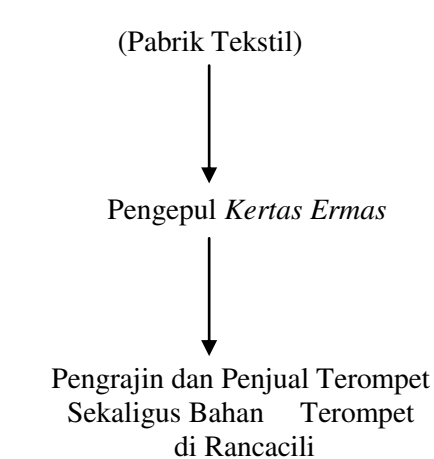 (Pabrik Tekstil)
Pengepul Kertas Ermas
Pengrajin dan Penjual Terompet
Sekaligus Bahan Terompet
di Rancacili